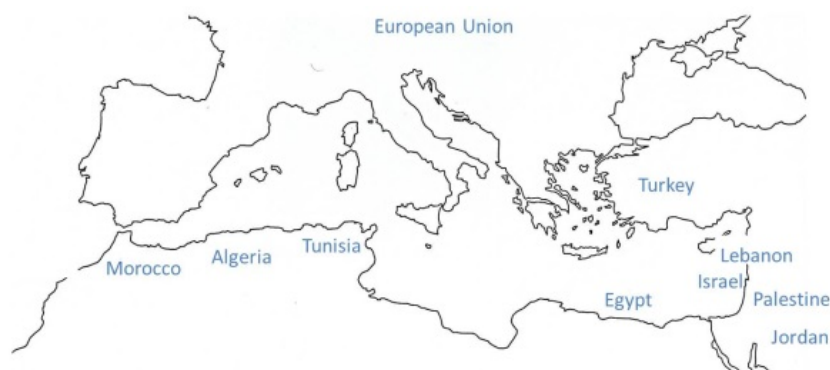 European Union
Turkey
Tunisia
Algeria
Morocco
Lebanon
Israel
Egypt
Palestine
Jordan